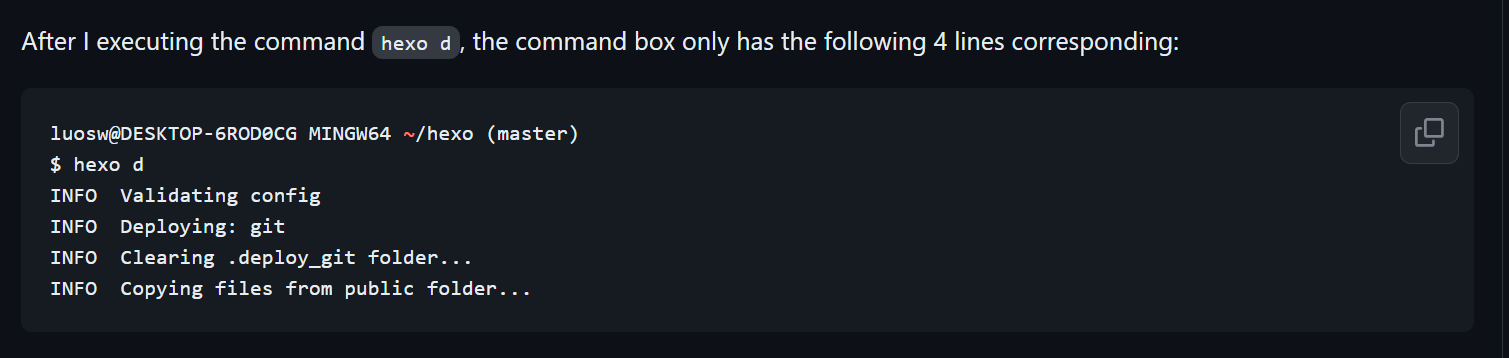 After I executing the command hexo d, the command box only has the following 4 lines corresponding:
luosw@DESKTOP-6ROD0CG MINGW64 ~/hexo (master)
$ hexo d
INFO  Validating config
INFO  Deploying: git
INFO  Clearing .deploy_git folder...
INFO  Copying files from public folder...